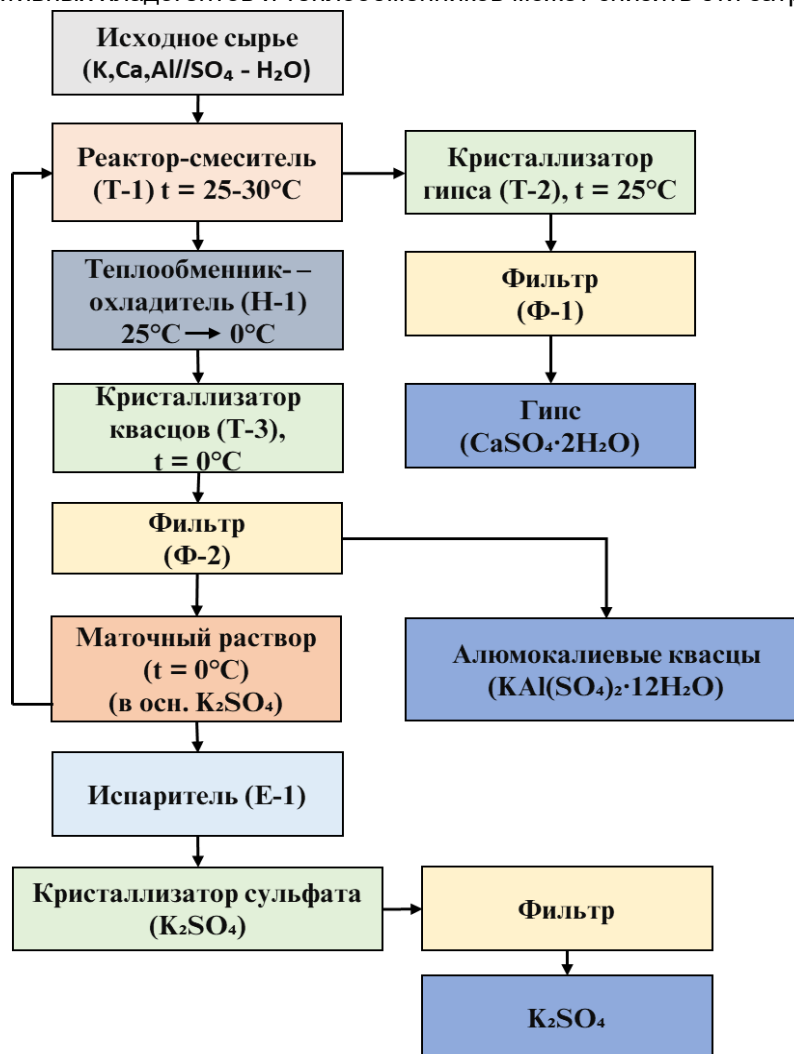 Исходное сырье
(K,Ca,Al//SO₄ - H₂O)
Реактор-смеситель
(Т-1) t = 25-30°C
Кристаллизатор
гипса (Т-2), t = 25°C
Теплообменник- –
охладитель (Н-1)
25°C → 0°C
Фильтр
(Ф-1)
Кристаллизатор
квасцов (Т-3),
t = 0°C
Гипс
(CaSO₄·2H₂O)
Фильтр
(Ф-2)
Маточный раствор
(t = 0°C)
(в осн. K₂SO₄)
Алюмокалиевые квасцы
(KAl(SO₄)₂·12H₂O)
Испаритель (Е-1)
Кристаллизатор сульфата
(K₂SO₄)
Фильтр
K₂SO₄